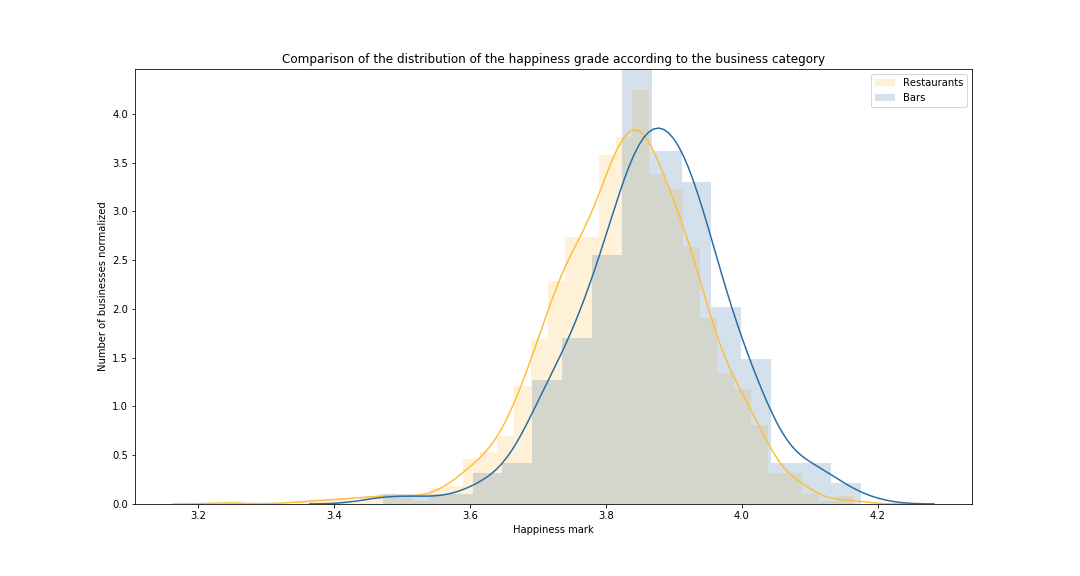 Comparison of the distribution of the happiness grade according to the business category
Restaurants
Bars
Number of businesses normalized
4.0
3.5
3.0
2.5
2.0
1.5
1.0
0.5
0.0
3.2 3.4 3.6 3.8 4.0 4.2
Happiness mark